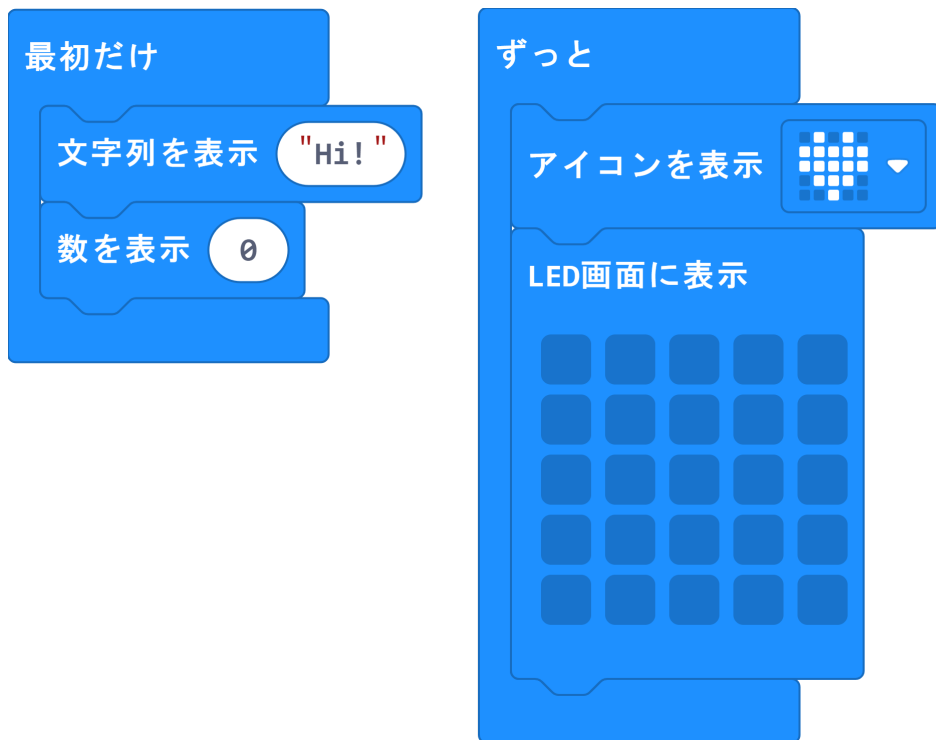 最初だけ
文字列を表示 "Hi!"
数を表示 0
ずっと
アイコンを表示
LED画面に表示